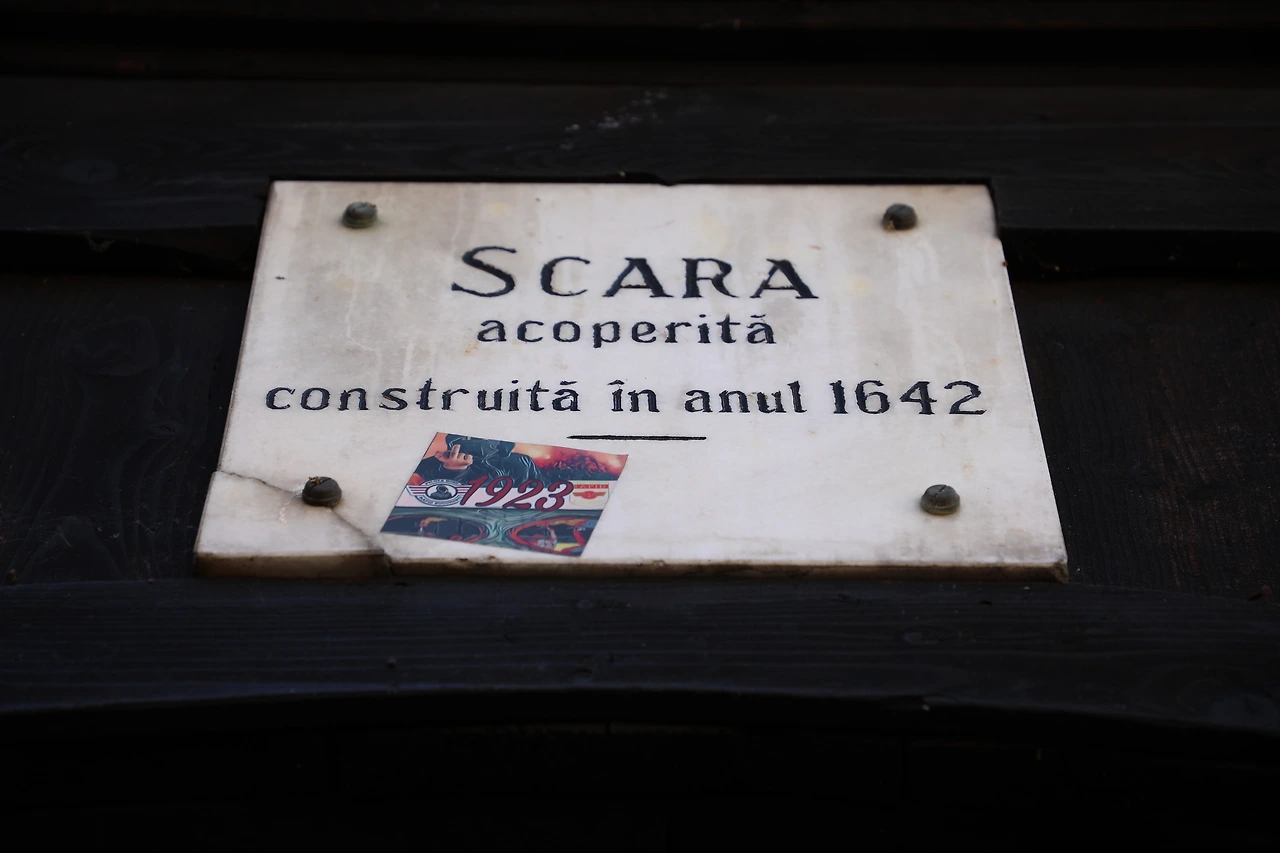 SCARA
acoperită
construită în anul 1642
1923